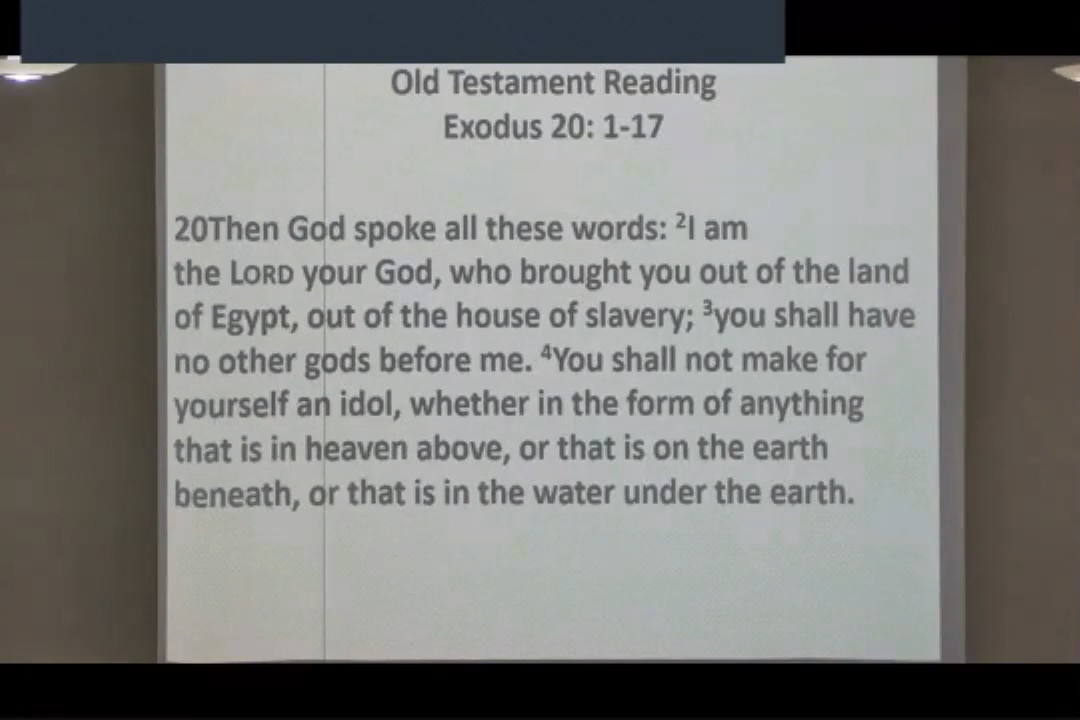 Old Testament Reading
Exodus 20: 1-17
20Then God spoke all these words: ²I am
the LORD your God, who brought you out of the land
of Egypt, out of the house of slavery; ³you shall have
no other gods before me. ⁴You shall not make for
yourself an idol, whether in the form of anything
that is in heaven above, or that is on the earth
beneath, or that is in the water under the earth.